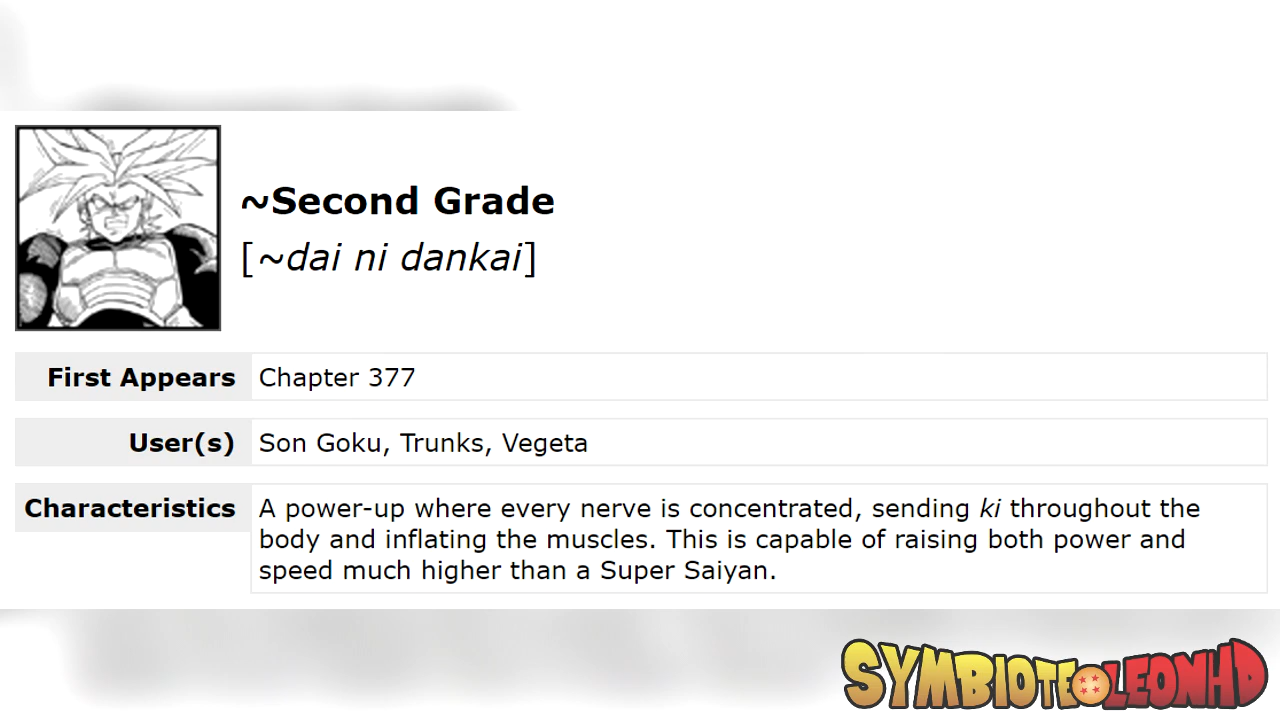 ~Second Grade
[~dai ni dankai]
First Appears Chapter 377
User(s) Son Goku, Trunks, Vegeta
Characteristics A power-up where every nerve is concentrated, sending ki throughout the
body and inflating the muscles. This is capable of raising both power and
speed much higher than a Super Saiyan.
SYMBIOTELEONHD